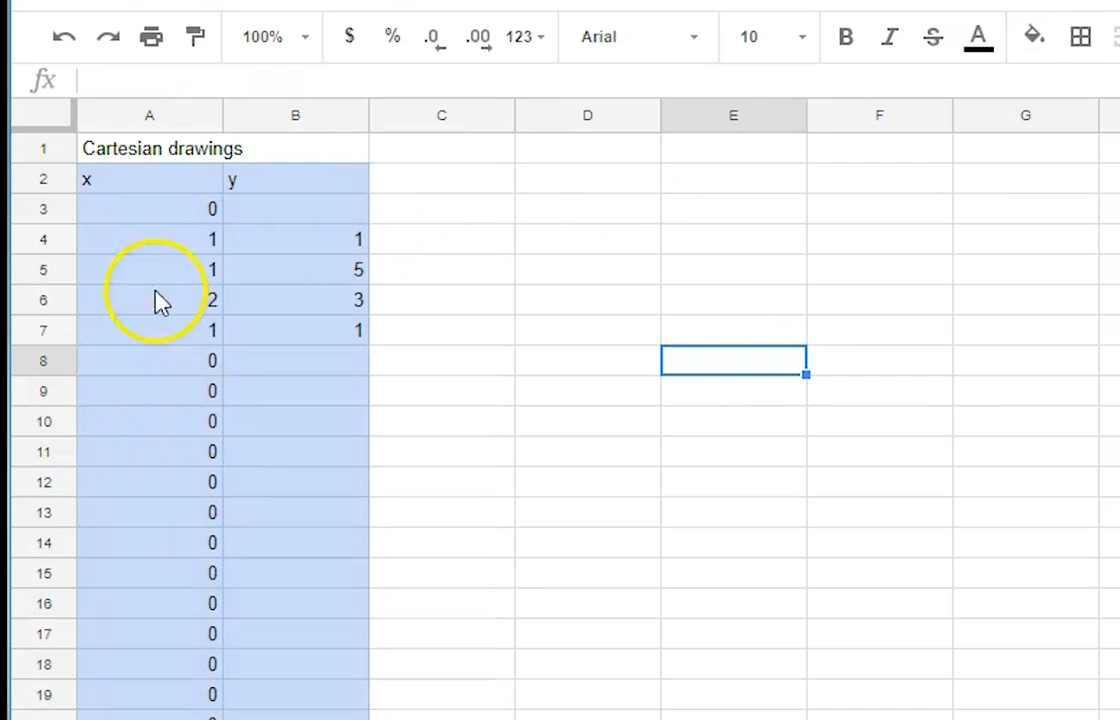 100% $ % .0 .00 123 Arial 10 B I S A
fx
A B C D E F G
1 Cartesian drawings
2 x y
3 0
4 1 1
5 1 5
6 2 3
7 1 1
8 0
9 0
10 0
11 0
12 0
13 0
14 0
15 0
16 0
17 0
18 0
19 0